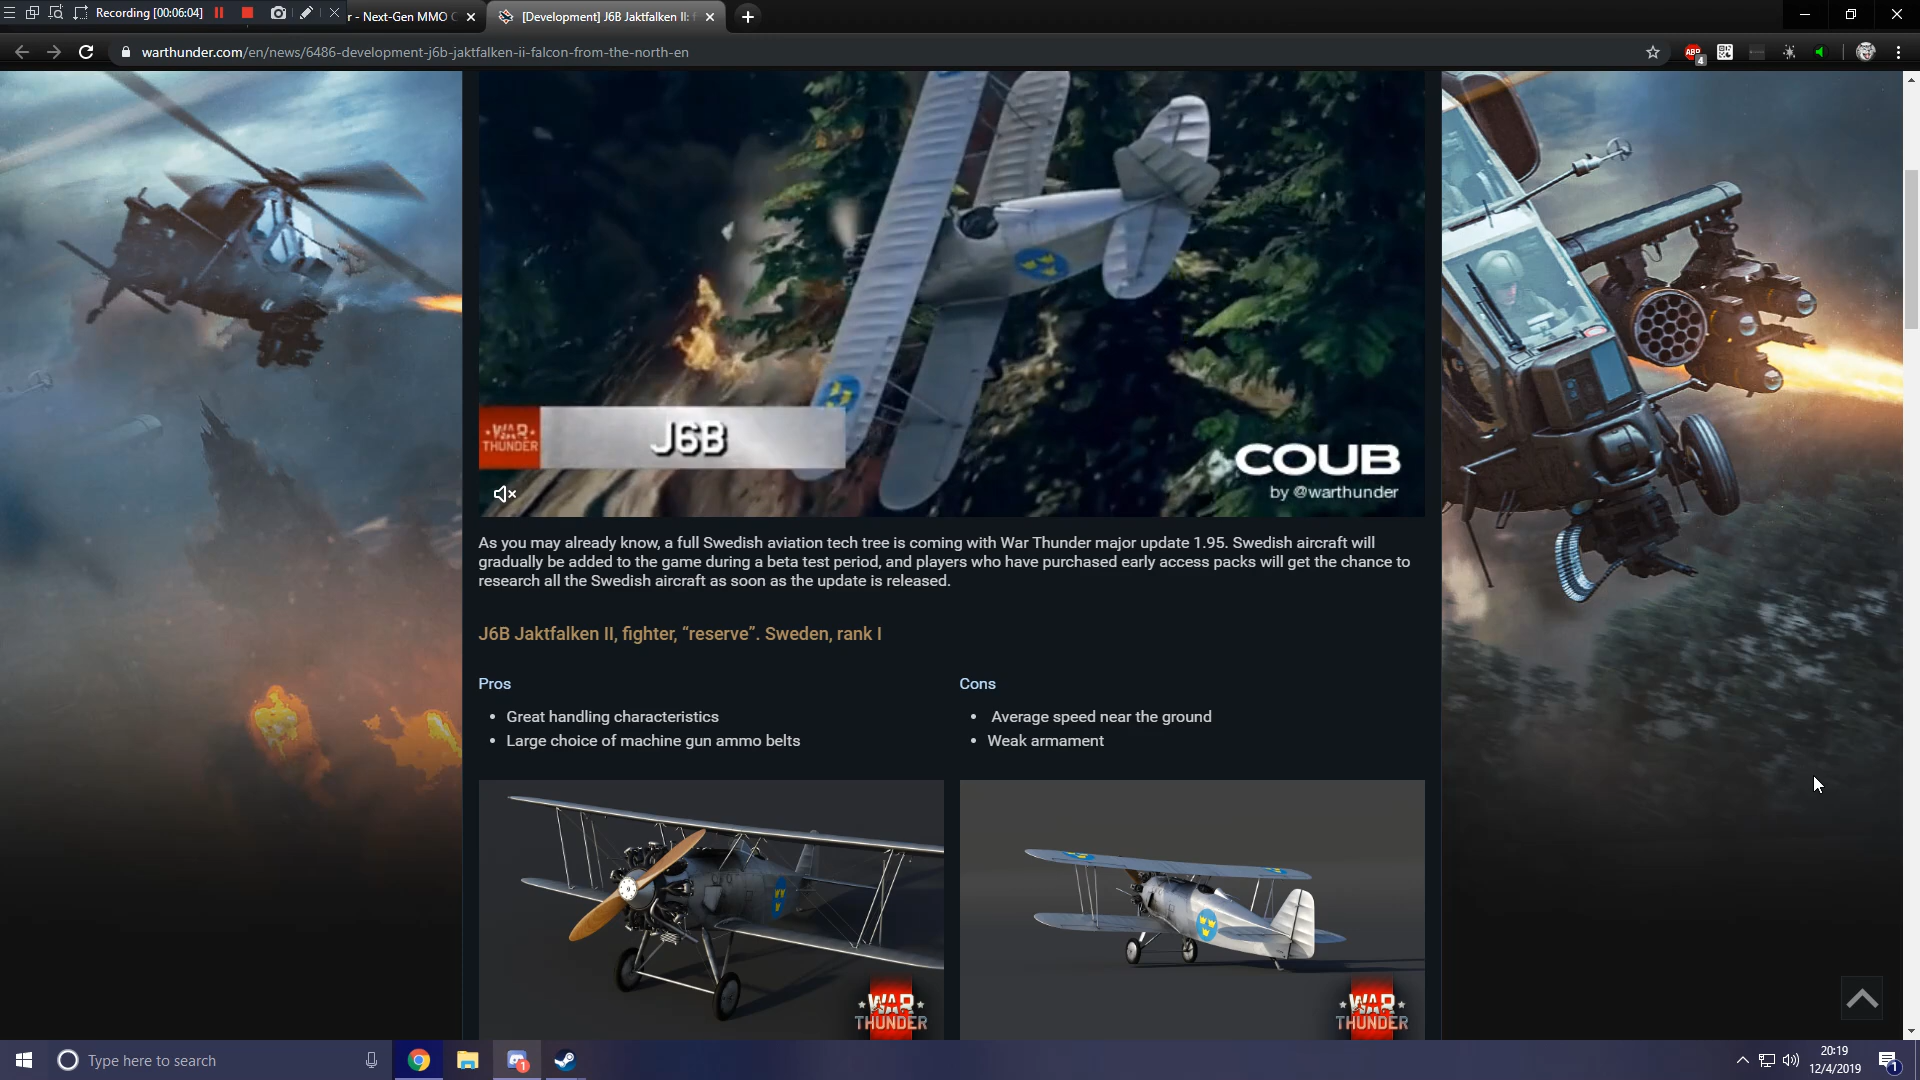 Recording [00:06:04]
r - Next-Gen MMO C
[Development] J6B Jaktfalken II: f
warthunder.com/en/news/6486-development-j6b-jaktfalken-ii-falcon-from-the-north-en
ABP
4
WAR THUNDER
J6B
COUB
by @warthunder
As you may already know, a full Swedish aviation tech tree is coming with War Thunder major update 1.95. Swedish aircraft will
gradually be added to the game during a beta test period, and players who have purchased early access packs will get the chance to
research all the Swedish aircraft as soon as the update is released.
J6B Jaktfalken II, fighter, “reserve”. Sweden, rank I
Pros
Cons
• Great handling characteristics
• Average speed near the ground
• Large choice of machine gun ammo belts
• Weak armament
WAR
THUNDER
WAR
THUNDER
Type here to search
1
20:19
12/4/2019
1